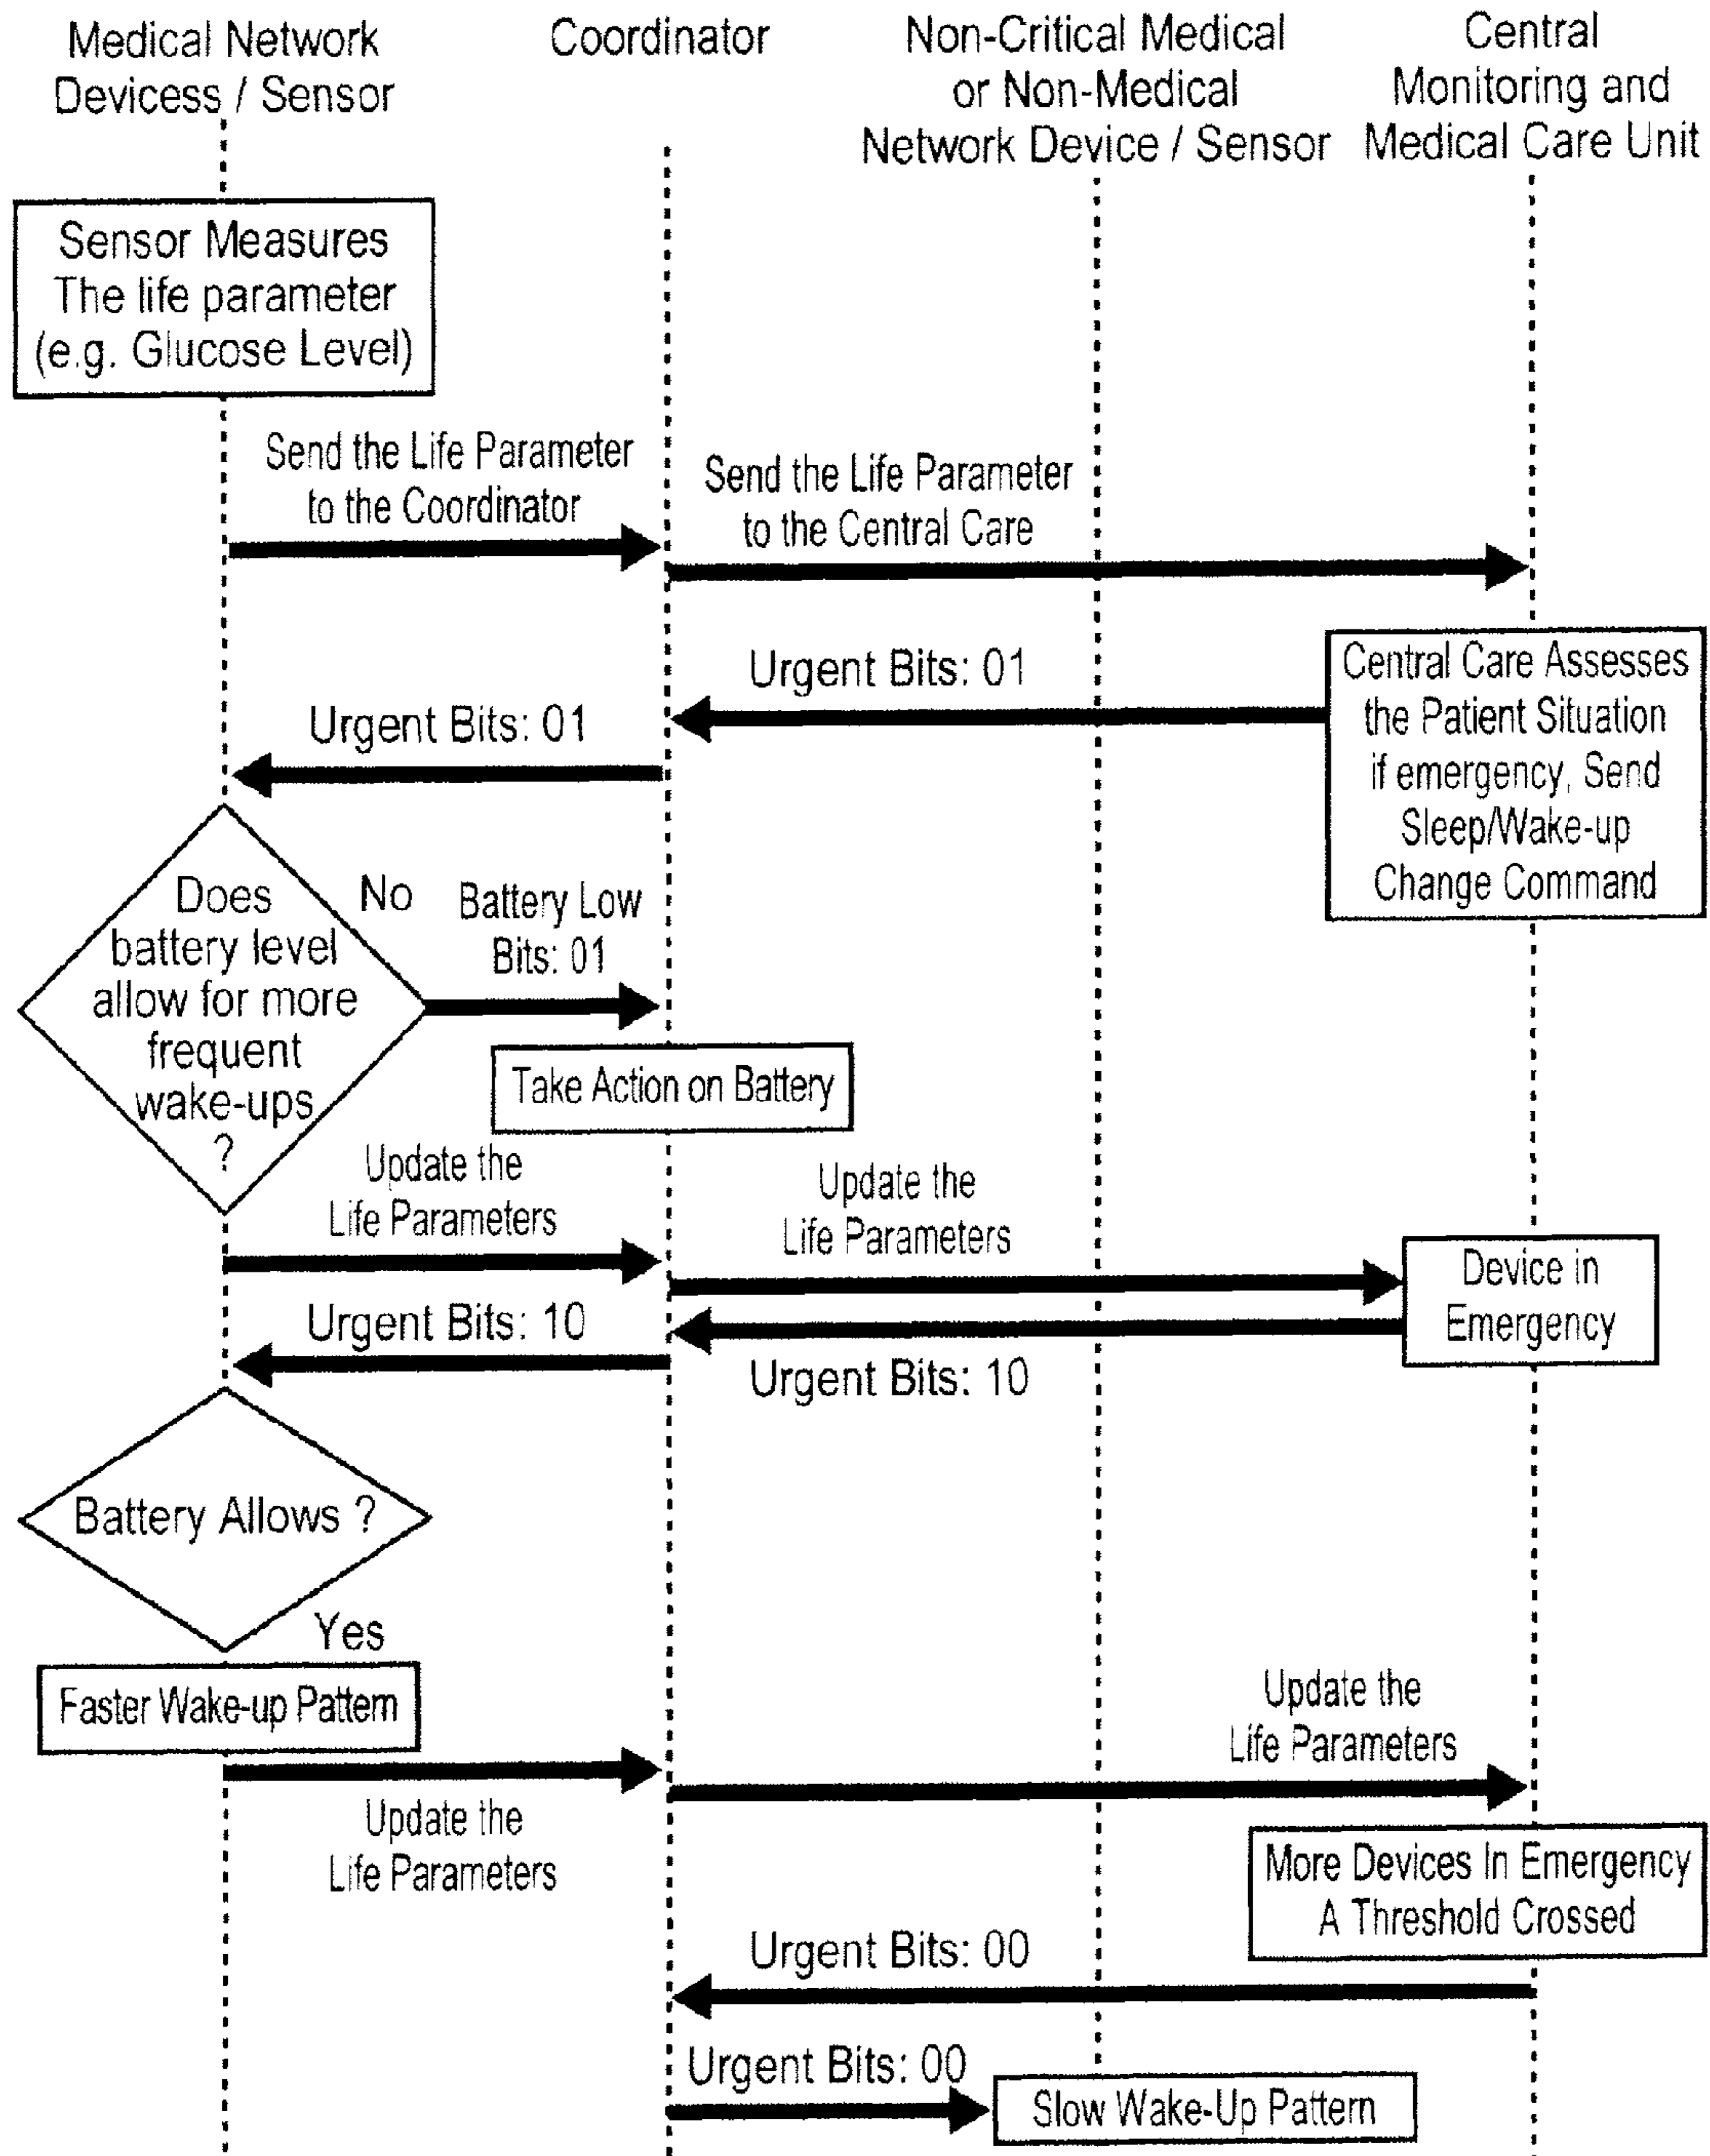 Medical Network
Devicess / Sensor
Coordinator
Non-Critical Medical
or Non-Medical
Network Device / Sensor
Central
Monitoring and
Medical Care Unit
Sensor Measures
The life parameter
(e.g. Glucose Level)
Send the Life Parameter
to the Coordinator
Send the Life Parameter
to the Central Care
Central Care Assesses
the Patient Situation
if emergency, Send
Sleep/Wake-up
Change Command
Urgent Bits: 01
Urgent Bits: 01
Does
battery level
allow for more
frequent
wake-ups
?
No
Battery Low
Bits: 01
Take Action on Battery
Update the
Life Parameters
Update the
Life Parameters
Device in
Emergency
Urgent Bits: 10
Urgent Bits: 10
Battery Allows ?
Yes
Faster Wake-up Pattern
Update the
Life Parameters
Update the
Life Parameters
More Devices In Emergency
A Threshold Crossed
Urgent Bits: 00
Urgent Bits: 00
Slow Wake-Up Pattern